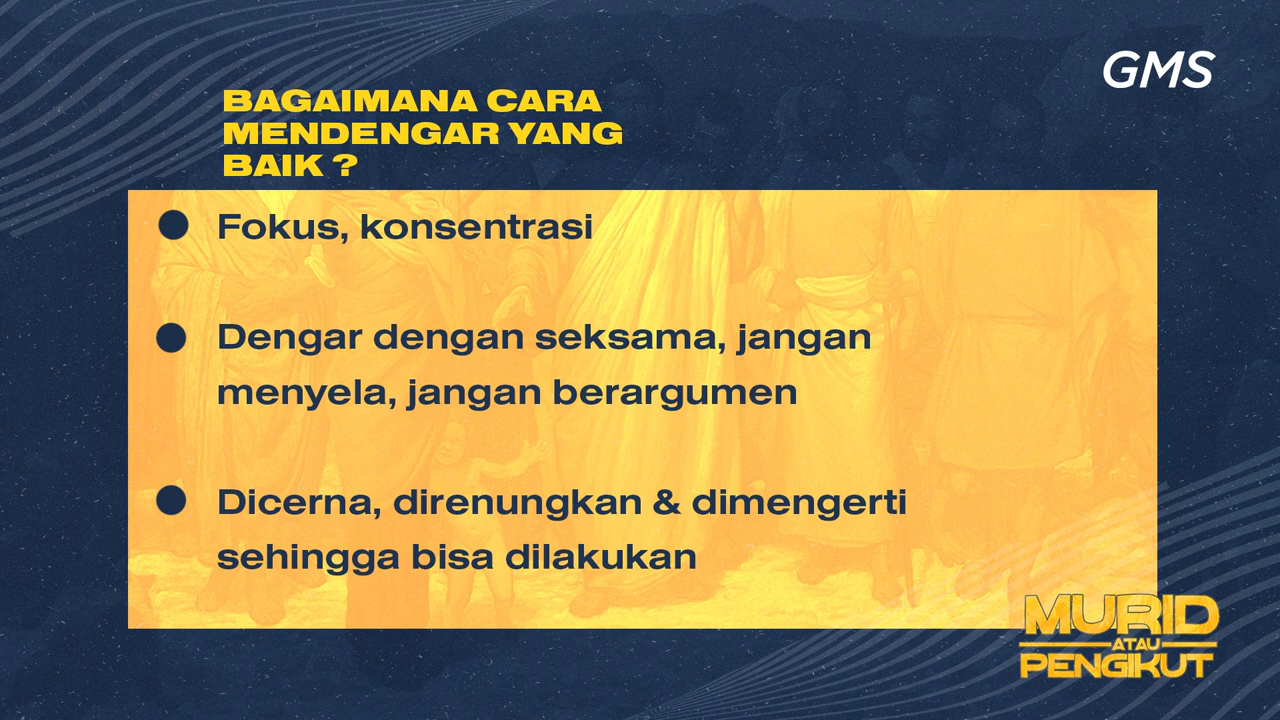 GMS
BAGAIMANA CARA
MENDENGAR YANG
BAIK ?
Fokus, konsentrasi
Dengar dengan seksama, jangan
menyela, jangan berargumen
Dicerna, direnungkan & dimengerti
sehingga bisa dilakukan
MURID
ATAU
PENGIKUT